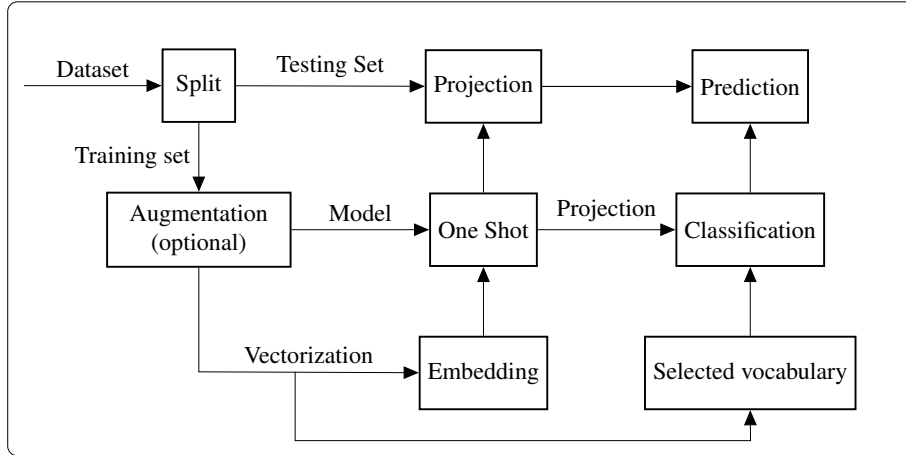 Dataset
Split
Testing Set
Projection
Prediction
Training set
Augmentation
(optional)
Model
One Shot
Projection
Classification
Vectorization
Embedding
Selected vocabulary